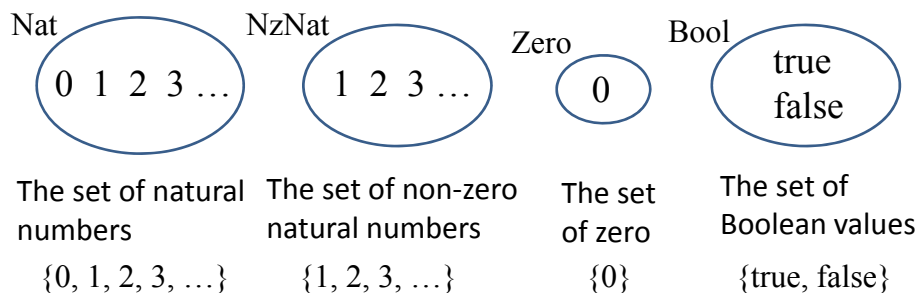 Nat
0 1 2 3 …
NzNat
1 2 3 …
Zero
0
Bool
true
false
The set of natural
numbers
{0, 1, 2, 3, …}
The set of non-zero
natural numbers
{1, 2, 3, …}
The set
of zero
{0}
The set of
Boolean values
{true, false}